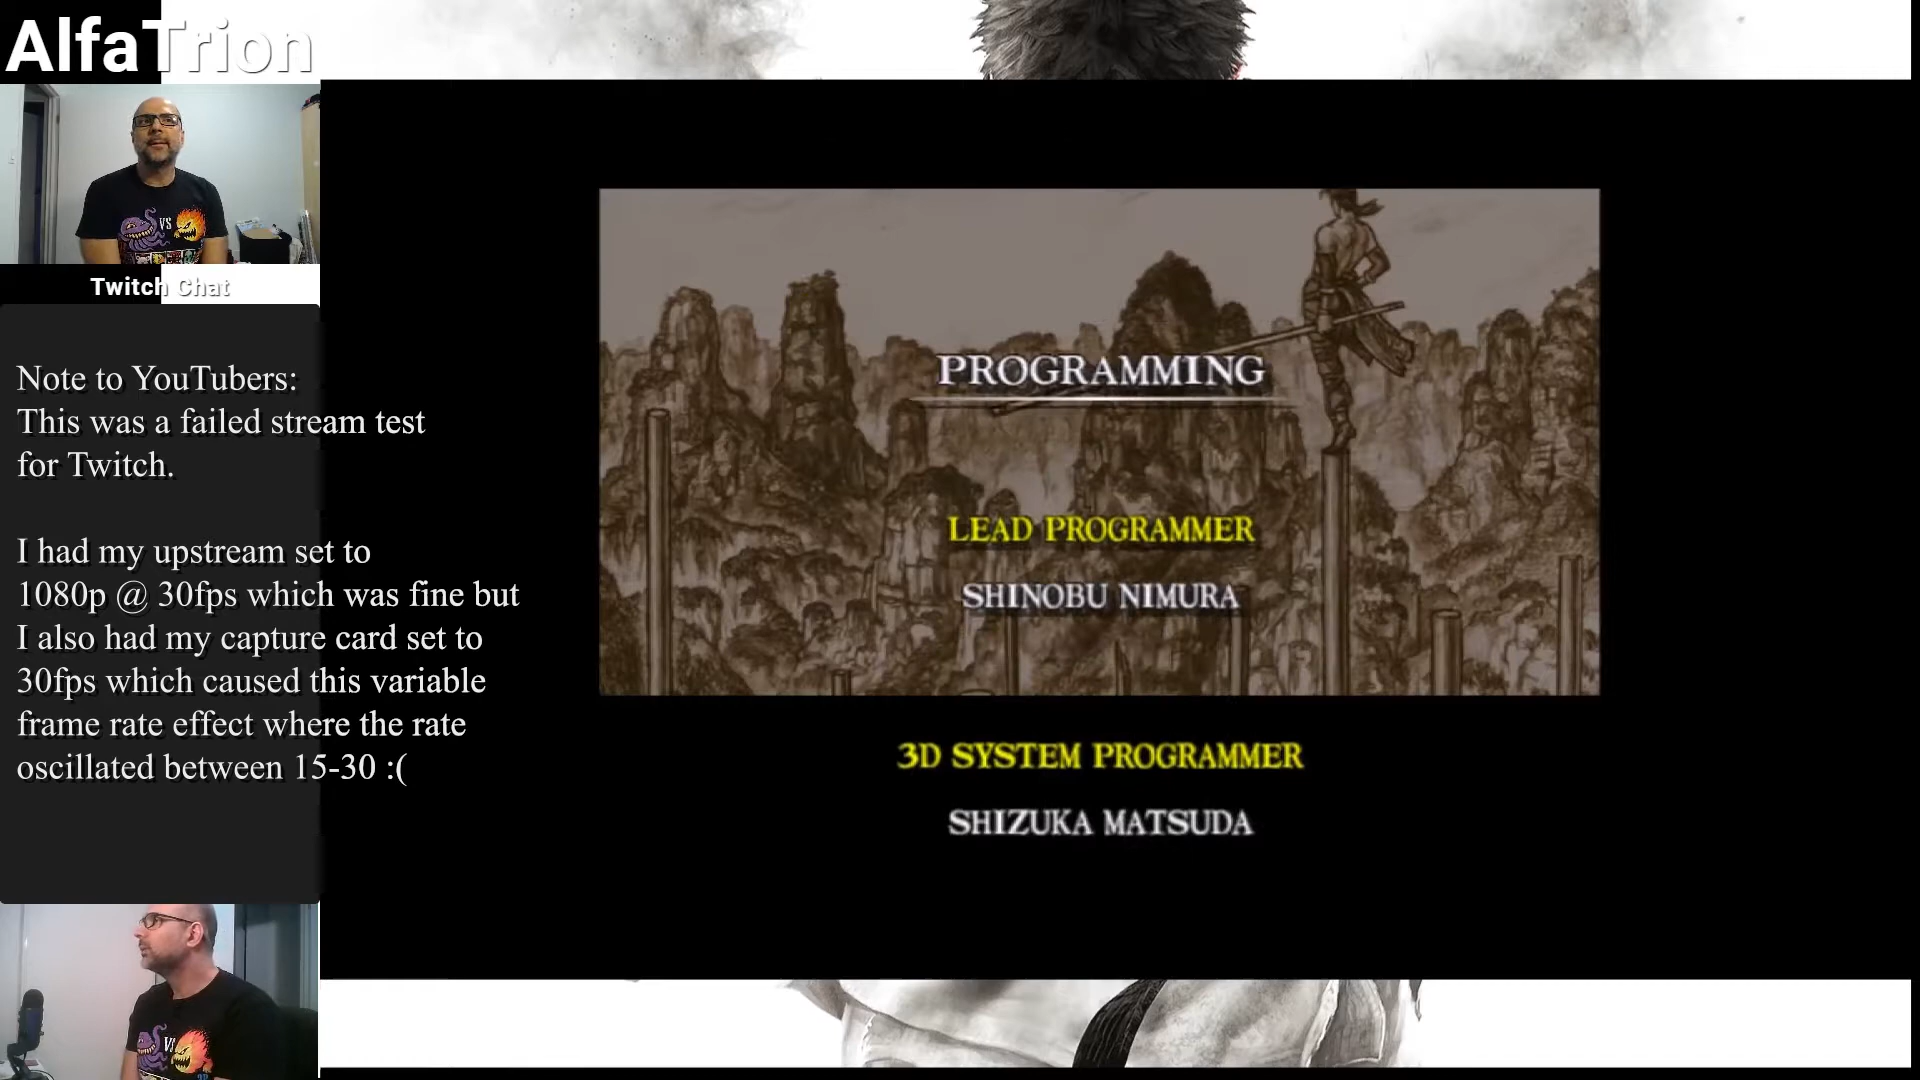 AlfaTrion
Twitch Chat
Note to YouTubers:
This was a failed stream test
for Twitch.
I had my upstream set to
1080p @ 30fps which was fine but
I also had my capture card set to
30fps which caused this variable
frame rate effect where the rate
oscillated between 15-30 :(
PROGRAMMING
LEAD PROGRAMMER
SHINOBU NIMURA
3D SYSTEM PROGRAMMER
SHIZUKA MATSUDA
VS
VS